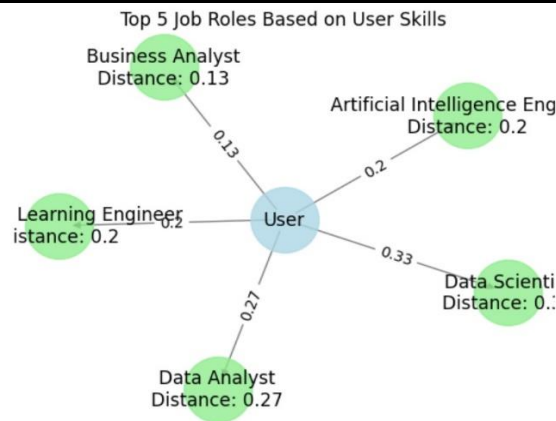 Top 5 Job Roles Based on User Skills
Business Analyst
Distance: 0.13
Artificial Intelligence Eng
Distance: 0.2
0.13
0.2
Learning Engineer
istance: 0.2
0.2
User
0.33
Data Scienti
Distance: 0.
0.27
Data Analyst
Distance: 0.27